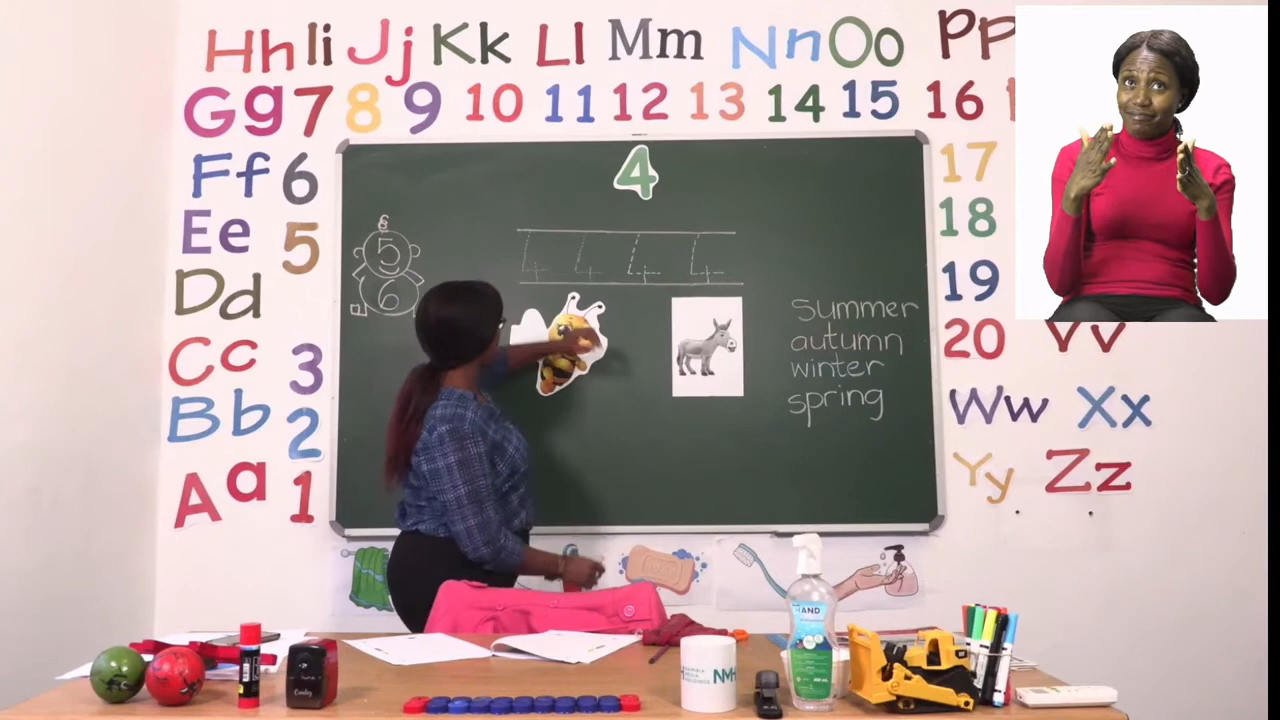 Hh Ii Jj Kk Ll Mm Nn Oo Pp
Gg 7 8 9 10 11 12 13 14 15 16
Ff 6
Ee 5
Dd
Cc 3
Bb 2
Aa 1
4
5
6
summer
autumn
winter
spring
17
18
19
20 Vv
Ww Xx
Yy Zz
HAND
NMH